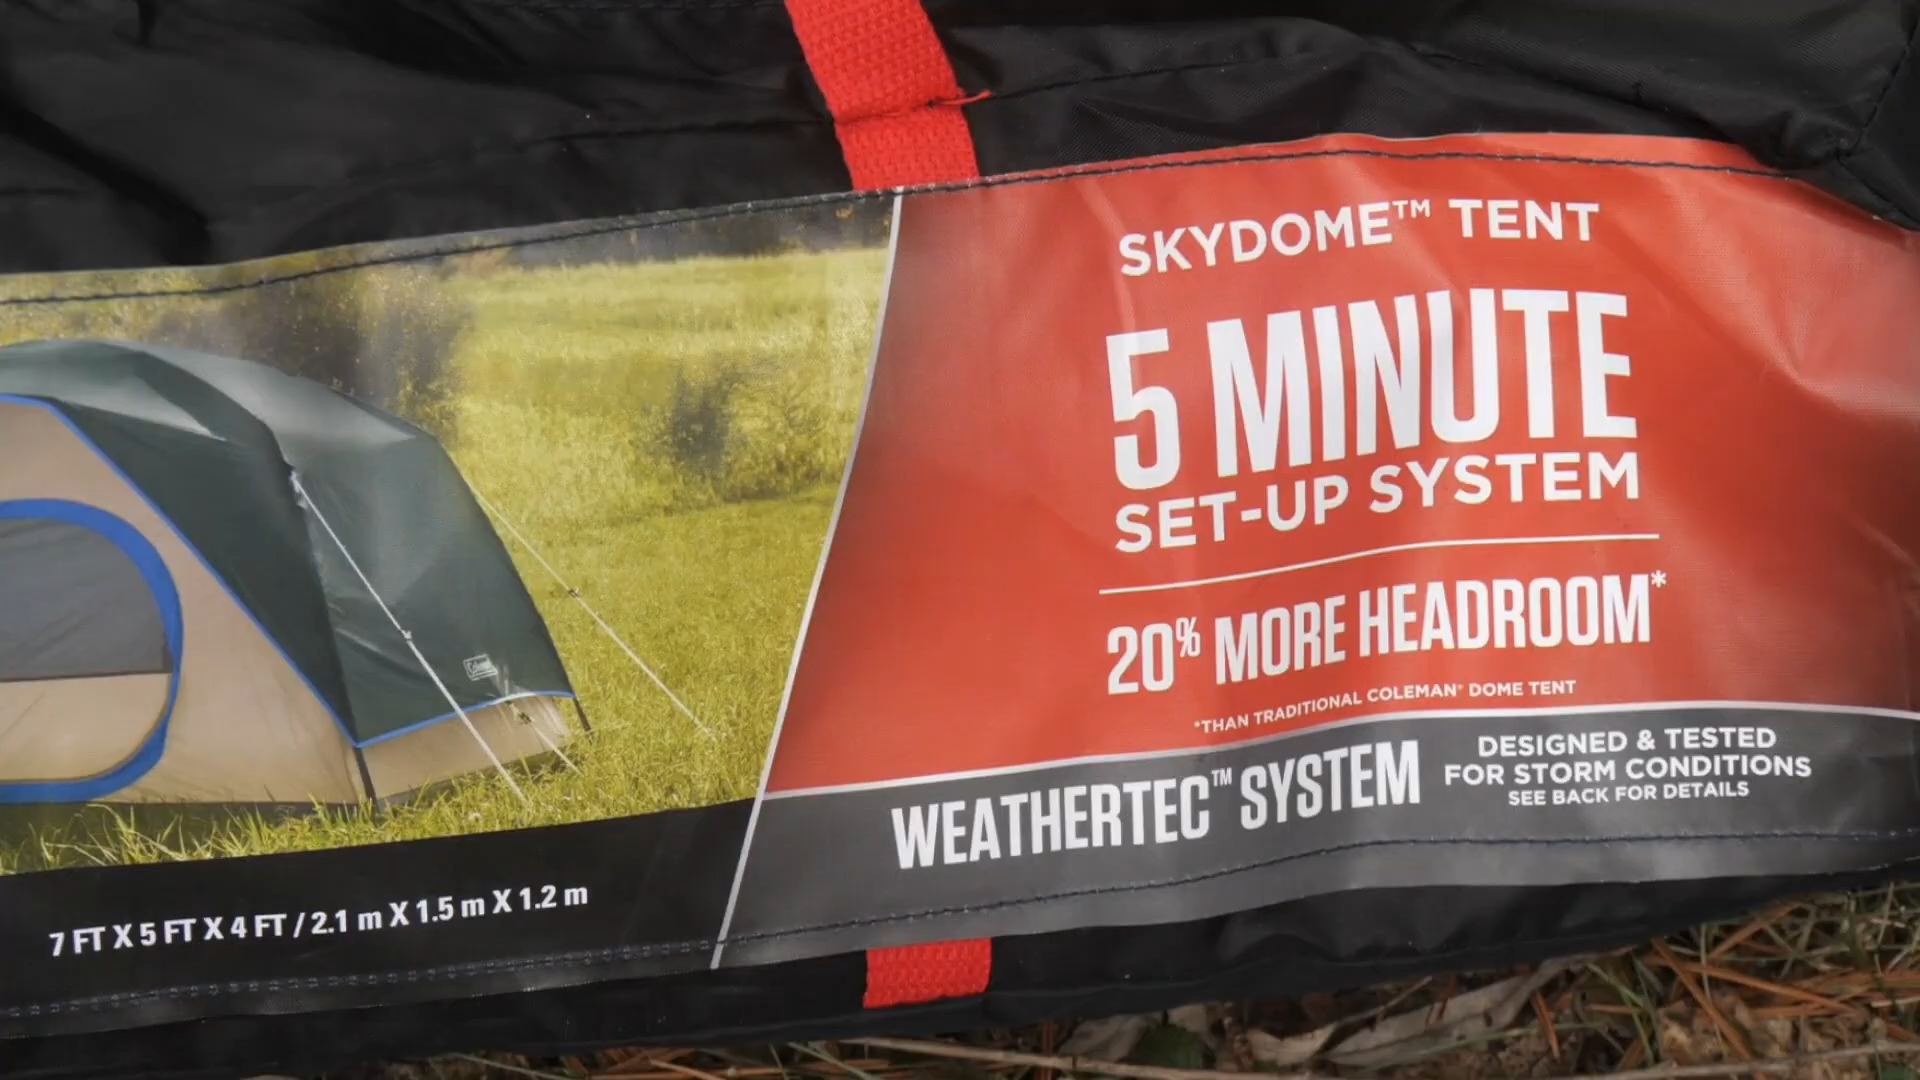 SKYDOME™ TENT
5 MINUTE
SET-UP SYSTEM
20% MORE HEADROOM*
*THAN TRADITIONAL COLEMAN® DOME TENT
WEATHERTEC™ SYSTEM
DESIGNED & TESTED
FOR STORM CONDITIONS
SEE BACK FOR DETAILS
7 FT X 5 FT X 4 FT / 2.1 m X 1.5 m X 1.2 m
Coleman